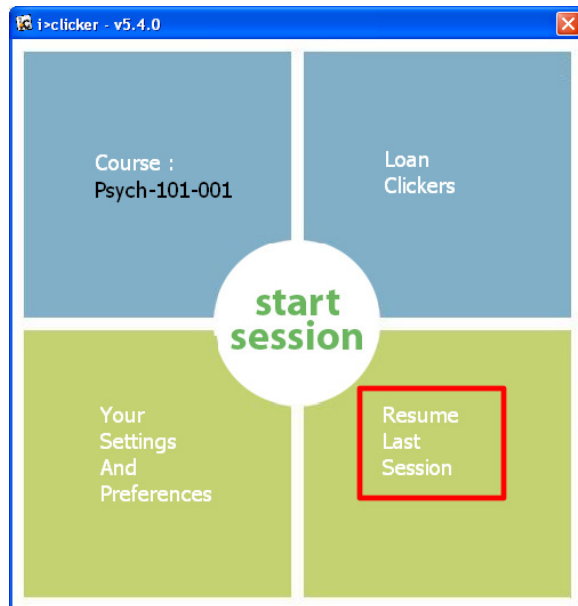 i>clicker - v5.4.0
Course :
Psych-101-001
Loan
Clickers
start
session
Your
Settings
And
Preferences
Resume
Last
Session